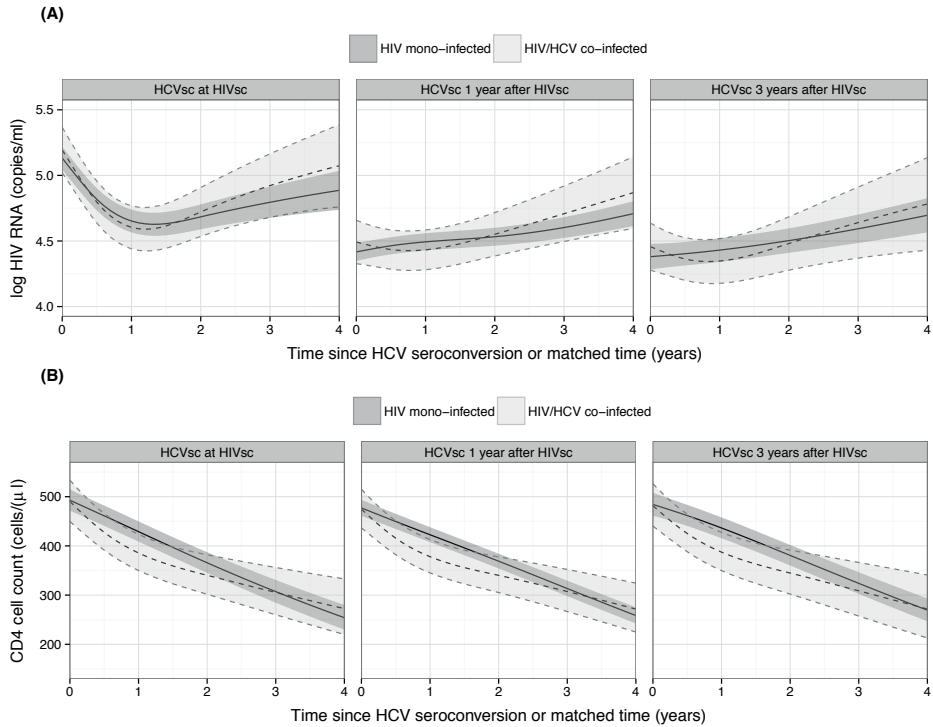 (A)
HIV mono−infected HIV/HCV co−infected
HCVsc at HIVsc HCVsc 1 year after HIVsc HCVsc 3 years after HIVsc
5.5
5.0
4.5
4.0
log HIV RNA (copies/ml)
0 1 2 3 4 0 1 2 3 4 0 1 2 3 4
Time since HCV seroconversion or matched time (years)
(B)
HIV mono−infected HIV/HCV co−infected
HCVsc at HIVsc HCVsc 1 year after HIVsc HCVsc 3 years after HIVsc
500
400
300
200
CD4 cell count (cells/(μ l)
0 1 2 3 4 0 1 2 3 4 0 1 2 3 4
Time since HCV seroconversion or matched time (years)